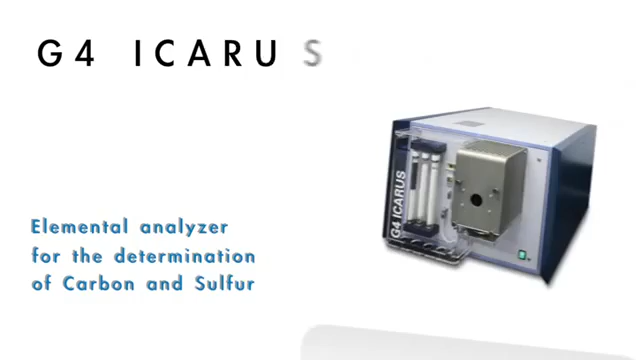 G4 ICARUS
Elemental analyzer
for the determination
of Carbon and Sulfur
G4 ICARUS